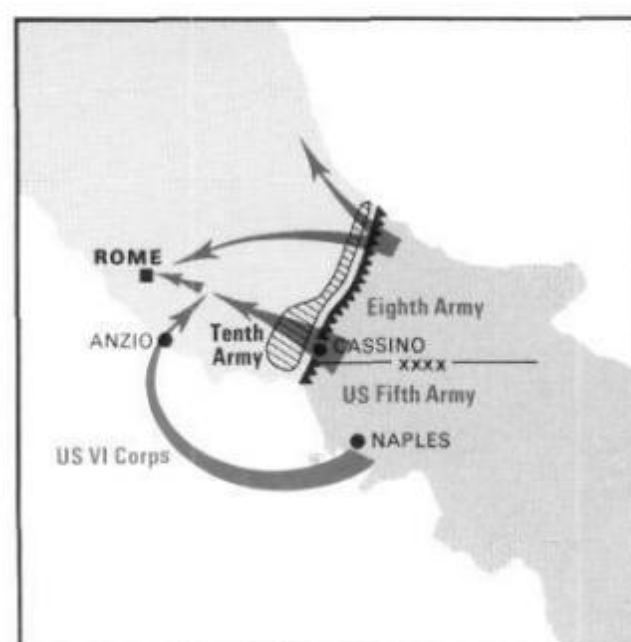 ROME
Eighth Army
ANZIO
Tenth
Army
CASSINO
xxxx
US Fifth Army
NAPLES
US VI Corps